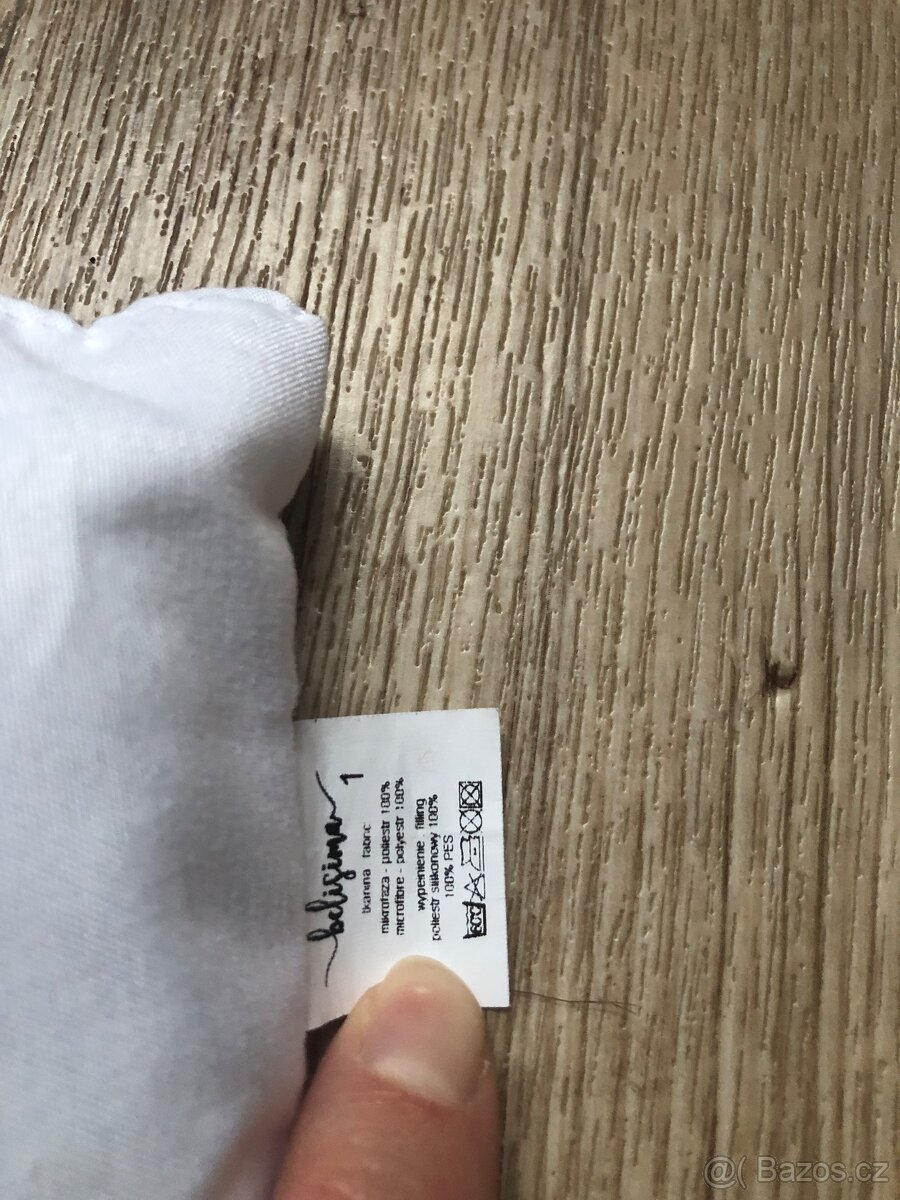 belisima
1
tkanina fabric
mikrofaza - poliestr 100%
microfibre - polyestr 100%
wypełnienie filling
poliestr silikonowy 100%
100% PES
60C
@( Bazos.cz